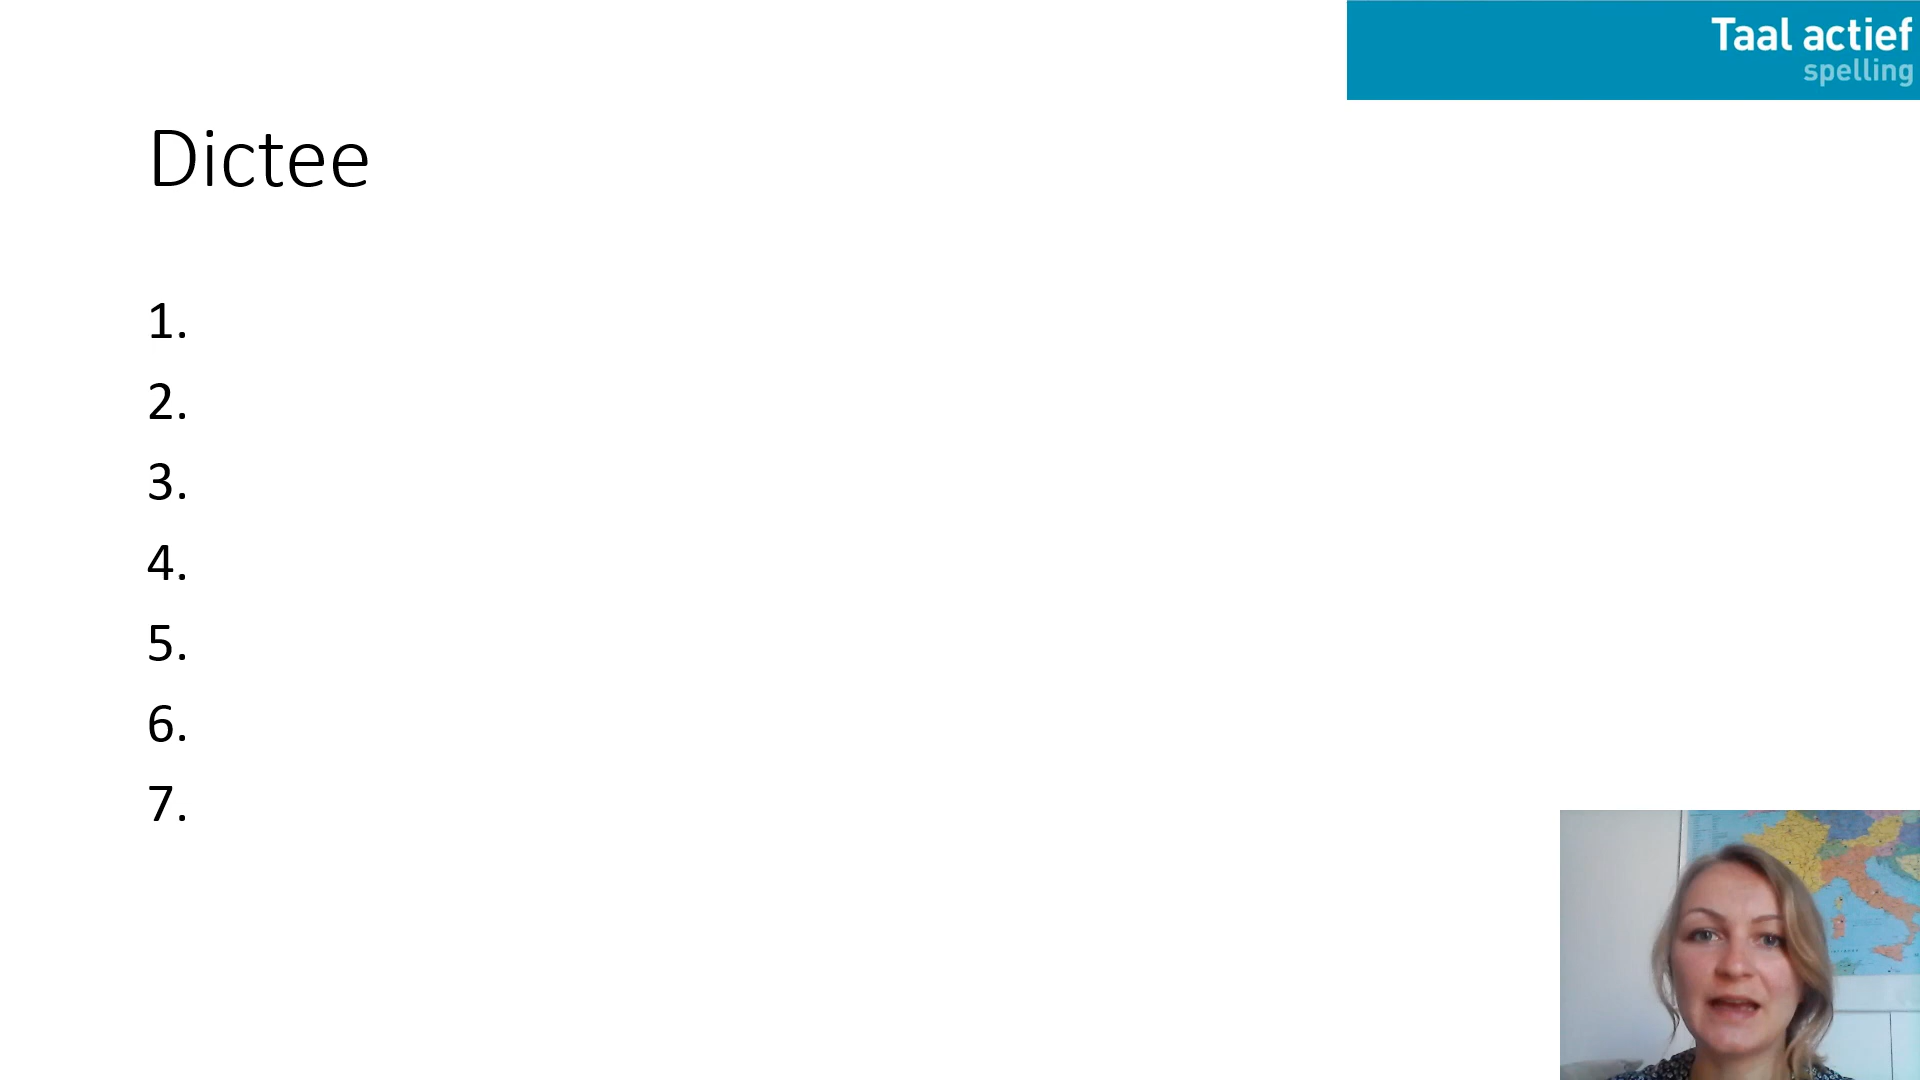 Taal actief
spelling
Dictee
1.
2.
3.
4.
5.
6.
7.